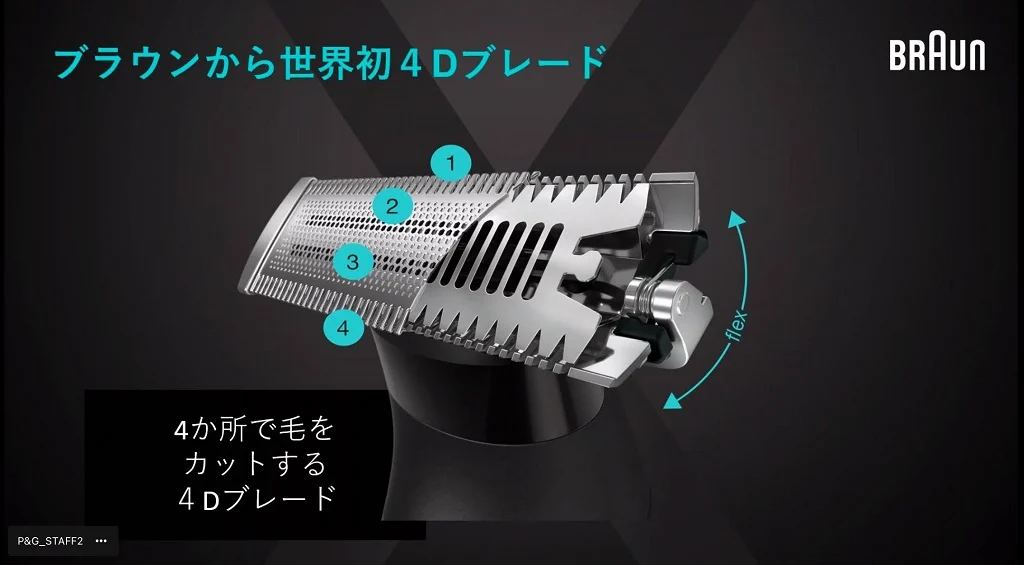 ブラウンから世界初４Dブレード
BRAUN
1
2
3
4
flex
4か所で毛を
カットする
４Dブレード
P&G_STAFF2 •••